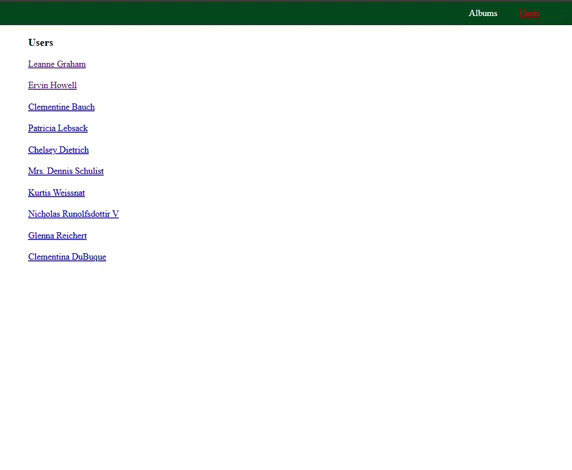 Albums Users
Users
Leanne Graham
Ervin Howell
Clementine Bauch
Patricia Lebsack
Chelsey Dietrich
Mrs. Dennis Schulist
Kurtis Weissnat
Nicholas Runolfsdottir V
Glenna Reichert
Clementina DuBuque